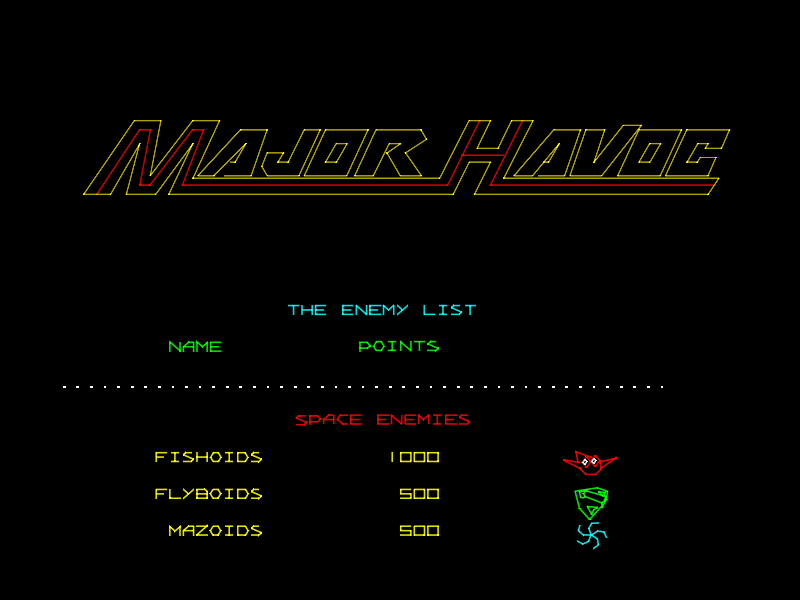 MAJOR HAVOC
THE ENEMY LIST
NAME POINTS
SPACE ENEMIES
FISHOIDS 1000
FLYBOIDS 500
MAZOIDS 500